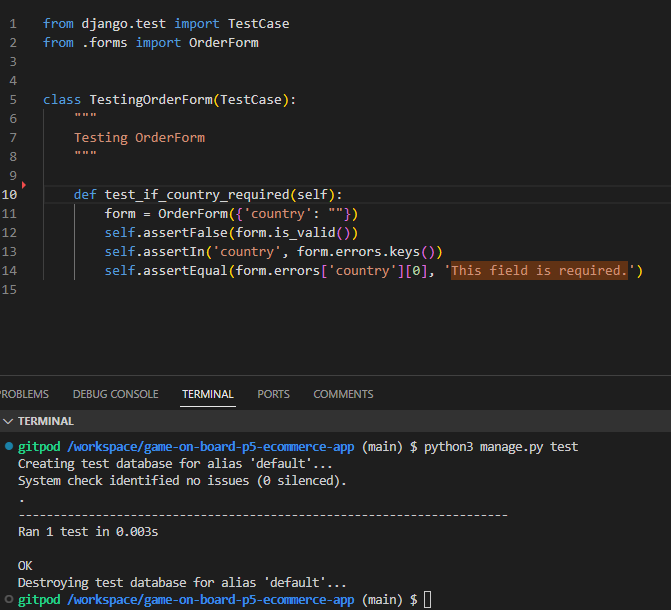 1 from django.test import TestCase
2 from .forms import OrderForm
3
4
5 class TestingOrderForm(TestCase):
6 """
7 Testing OrderForm
8 """
9
10 def test_if_country_required(self):
11 form = OrderForm({'country': ""})
12 self.assertFalse(form.is_valid())
13 self.assertIn('country', form.errors.keys())
14 self.assertEqual(form.errors['country'][0], 'This field is required.')
15
ROBLEMS DEBUG CONSOLE TERMINAL PORTS COMMENTS
TERMINAL
gitpod /workspace/game-on-board-p5-ecommerce-app (main) $ python3 manage.py test
Creating test database for alias 'default'...
System check identified no issues (0 silenced).
.
----------------------------------------------------------------------
Ran 1 test in 0.003s
OK
Destroying test database for alias 'default'...
gitpod /workspace/game-on-board-p5-ecommerce-app (main) $